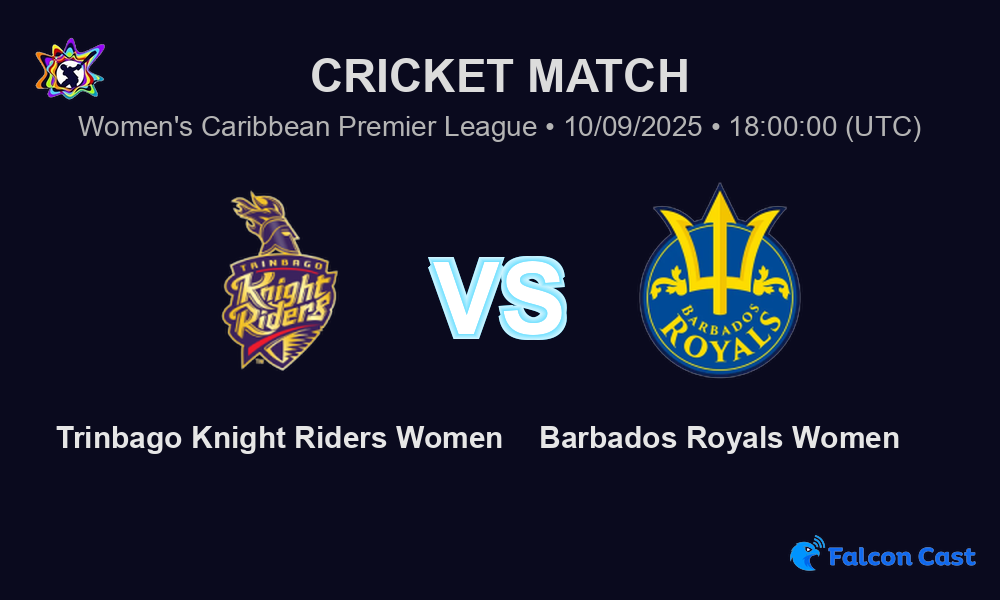 CRICKET MATCH
Women's Caribbean Premier League • 10/09/2025 • 18:00:00 (UTC)
TRINBAGO
Knight
Riders
TM
VS
BARBADOS
ROYALS
Trinbago Knight Riders Women
Barbados Royals Women
Falcon Cast